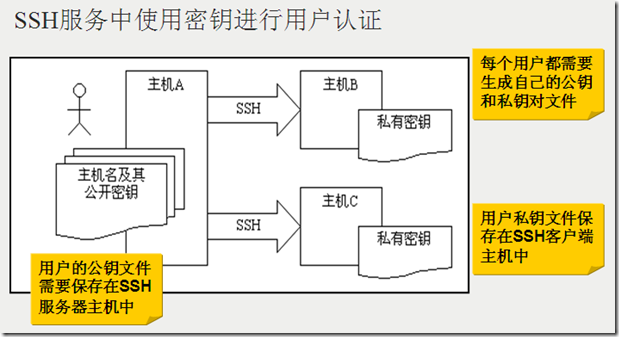 SSH服务中使用密钥进行用户认证
主机A
SSH
主机B
私有密钥
主机名及其
公开密钥
SSH
主机C
私有密钥
每个用户都需要
生成自己的公钥
和私钥对文件
用户私钥文件保
存在SSH客户端
主机中
用户的公钥文件
需要保存在SSH
服务器主机中